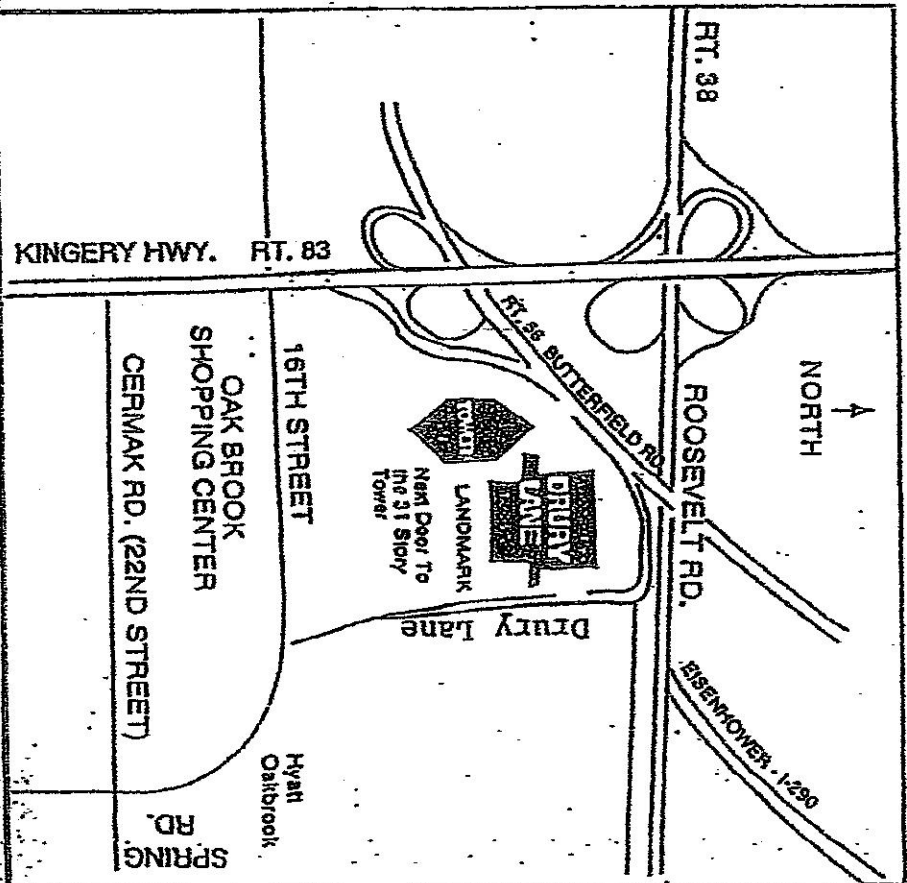 RT. 38
KINGERY HWY. RT. 83
NORTH
ROOSEVELT RD.
RT. 56 BUTTERFIELD RD.
EISENHOWER - I-290
TOWER
DRURY
LANE
LANDMARK
Next Door To
the 31 Story
Tower
Drury Lane
16TH STREET
OAK BROOK
SHOPPING CENTER
CERMAK RD. (22ND STREET)
Hyatt
Oakbrook
SPRING
RD.